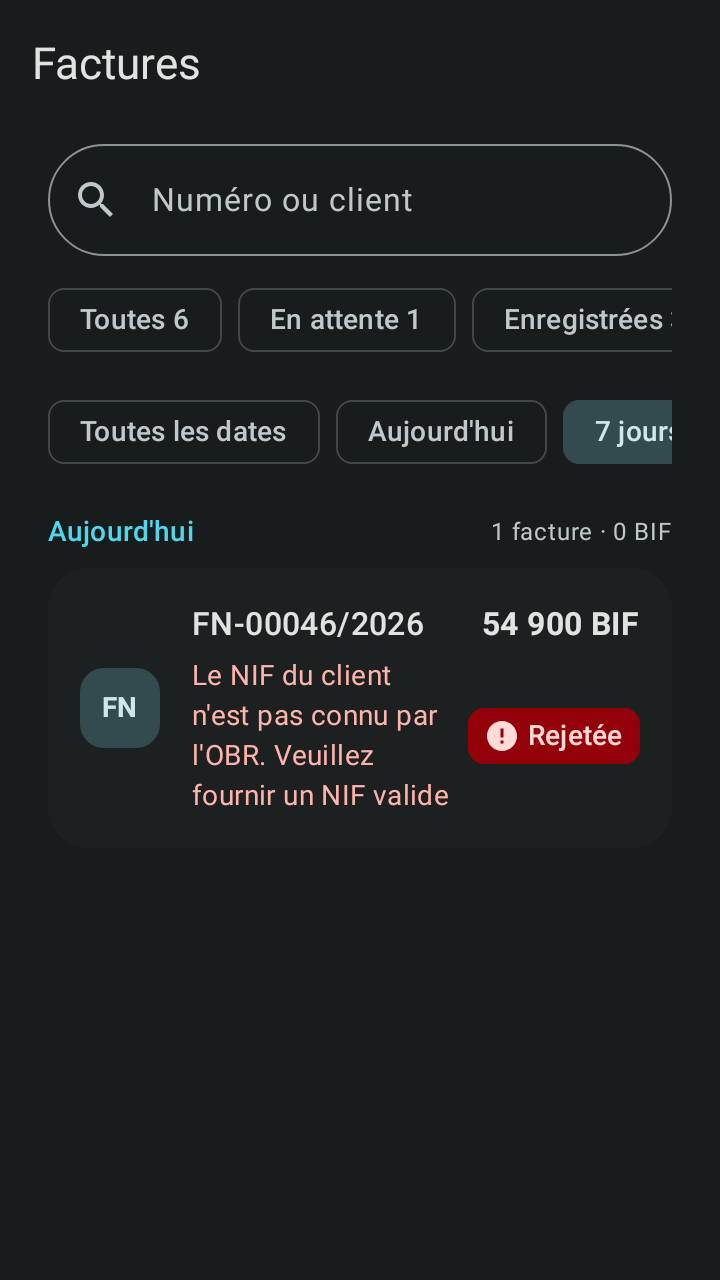 Factures
Numéro ou client
Toutes 6
En attente 1
Enregistrées
Toutes les dates
Aujourd'hui
7 jours
Aujourd'hui
1 facture · 0 BIF
FN-00046/2026
54 900 BIF
FN
Le NIF du client
n'est pas connu par
l'OBR. Veuillez
fournir un NIF valide
Rejetée